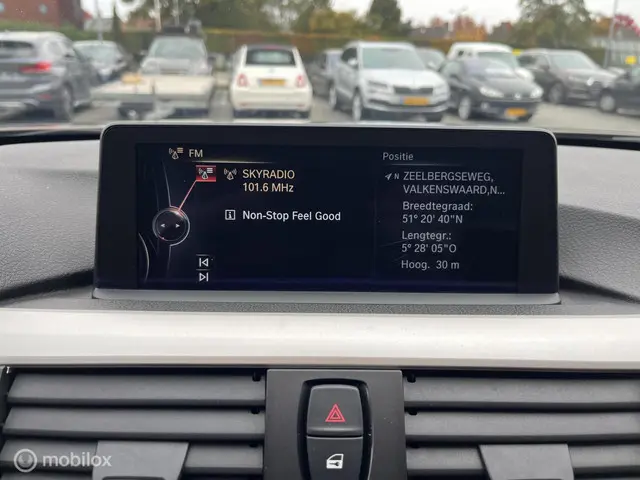 FM
SKYRADIO
101.6 MHz
i Non-Stop Feel Good
Positie
N ZEELBERGSEWEG,
VALKENSWAARD,N...
Breedtegraad:
51° 20' 40"N
Lengtegr.:
5° 28' 05"O
Hoog. 30 m
mobilox